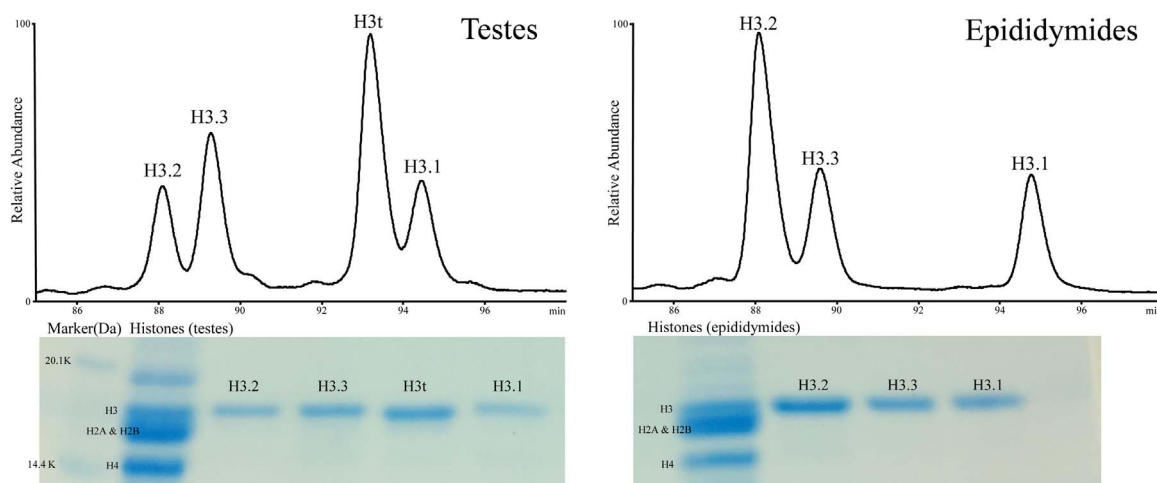 Testes
100
Relative Abundance
0
H3.2
H3.3
H3t
H3.1
86
88
90
92
94
96
min
Marker(Da) Histones (testes)
20.1K
H3
H2A & H2B
H4
14.4 K
H3.2
H3.3
H3t
H3.1
Epididymides
100
Relative Abundance
0
H3.2
H3.3
H3.1
86
88
90
92
94
96
min
Histones (epididymides)
H3
H2A & H2B
H4
H3.2
H3.3
H3.1